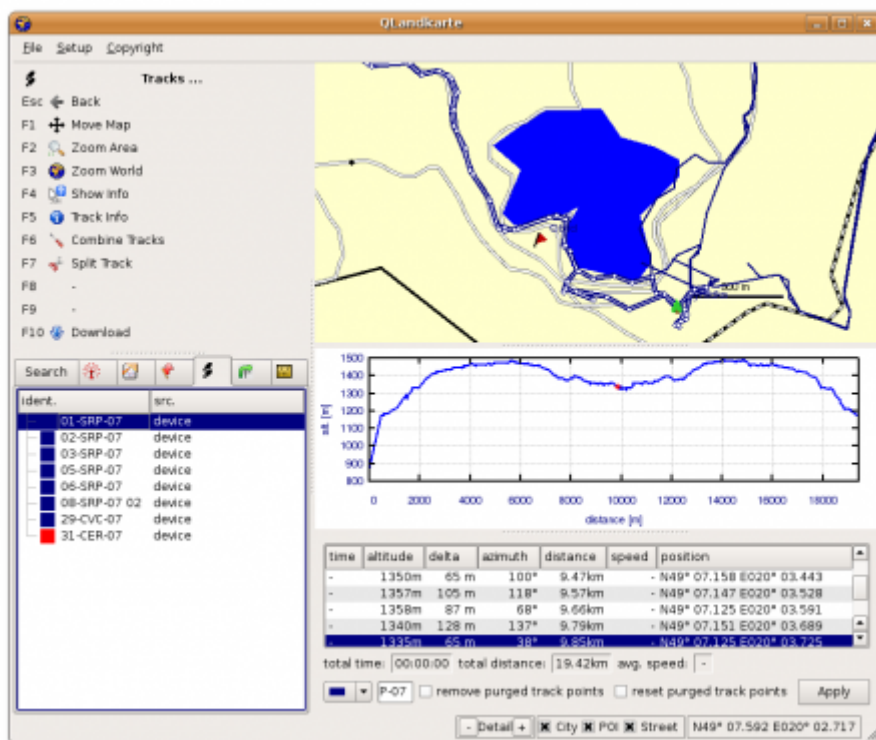 QLandkarte
File Setup Copyright
Tracks ...
Esc Back
F1 Move Map
F2 Zoom Area
F3 Zoom World
F4 Show Info
F5 Track Info
F6 Combine Tracks
F7 Split Track
F8 -
F9 -
F10 Download
Search
ident. src.
01-SRP-07 device
02-SRP-07 device
03-SRP-07 device
05-SRP-07 device
06-SRP-07 device
08-SRP-07 02 device
29-CVC-07 device
31-CER-07 device
1500
1400
1300
1200
1100
1000
900
800
alt. [m]
0 2000 4000 6000 8000 10000 12000 14000 16000 18000
distance [m]
time altitude delta azimuth distance speed position
- 1350m 65 m 100° 9.47km - N49° 07.158 E020° 03.443
- 1357m 105 m 118° 9.57km - N49° 07.147 E020° 03.528
- 1358m 87 m 68° 9.66km - N49° 07.125 E020° 03.591
- 1340m 128 m 137° 9.79km - N49° 07.151 E020° 03.689
- 1335m 65 m 38° 9.85km - N49° 07.125 E020° 03.725
total time: 00:00:00 total distance: 19.42km avg. speed: -
P-07 remove purged track points reset purged track points Apply
- Detail + City POI Street N49° 07.592 E020° 02.717